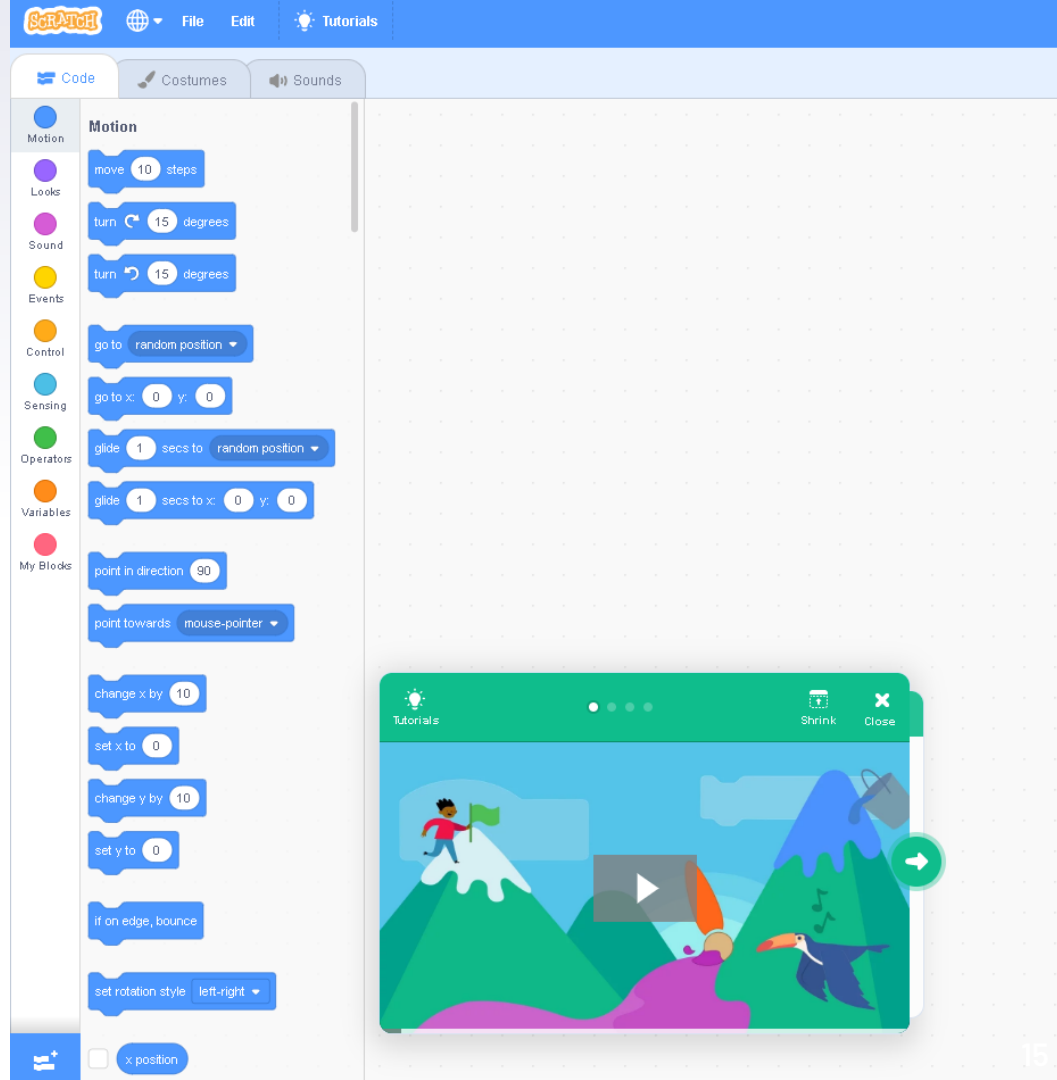 SCRATCH File Edit Tutorials
Code Costumes Sounds
Motion
Looks
Sound
Events
Control
Sensing
Operators
Variables
My Blocks
Motion
move 10 steps
turn 15 degrees
turn 15 degrees
go to random position
go to x: 0 y: 0
glide 1 secs to random position
glide 1 secs to x: 0 y: 0
point in direction 90
point towards mouse-pointer
change x by 10
set x to 0
change y by 10
set y to 0
if on edge, bounce
set rotation style left-right
x position
Tutorials Shrink Close
15